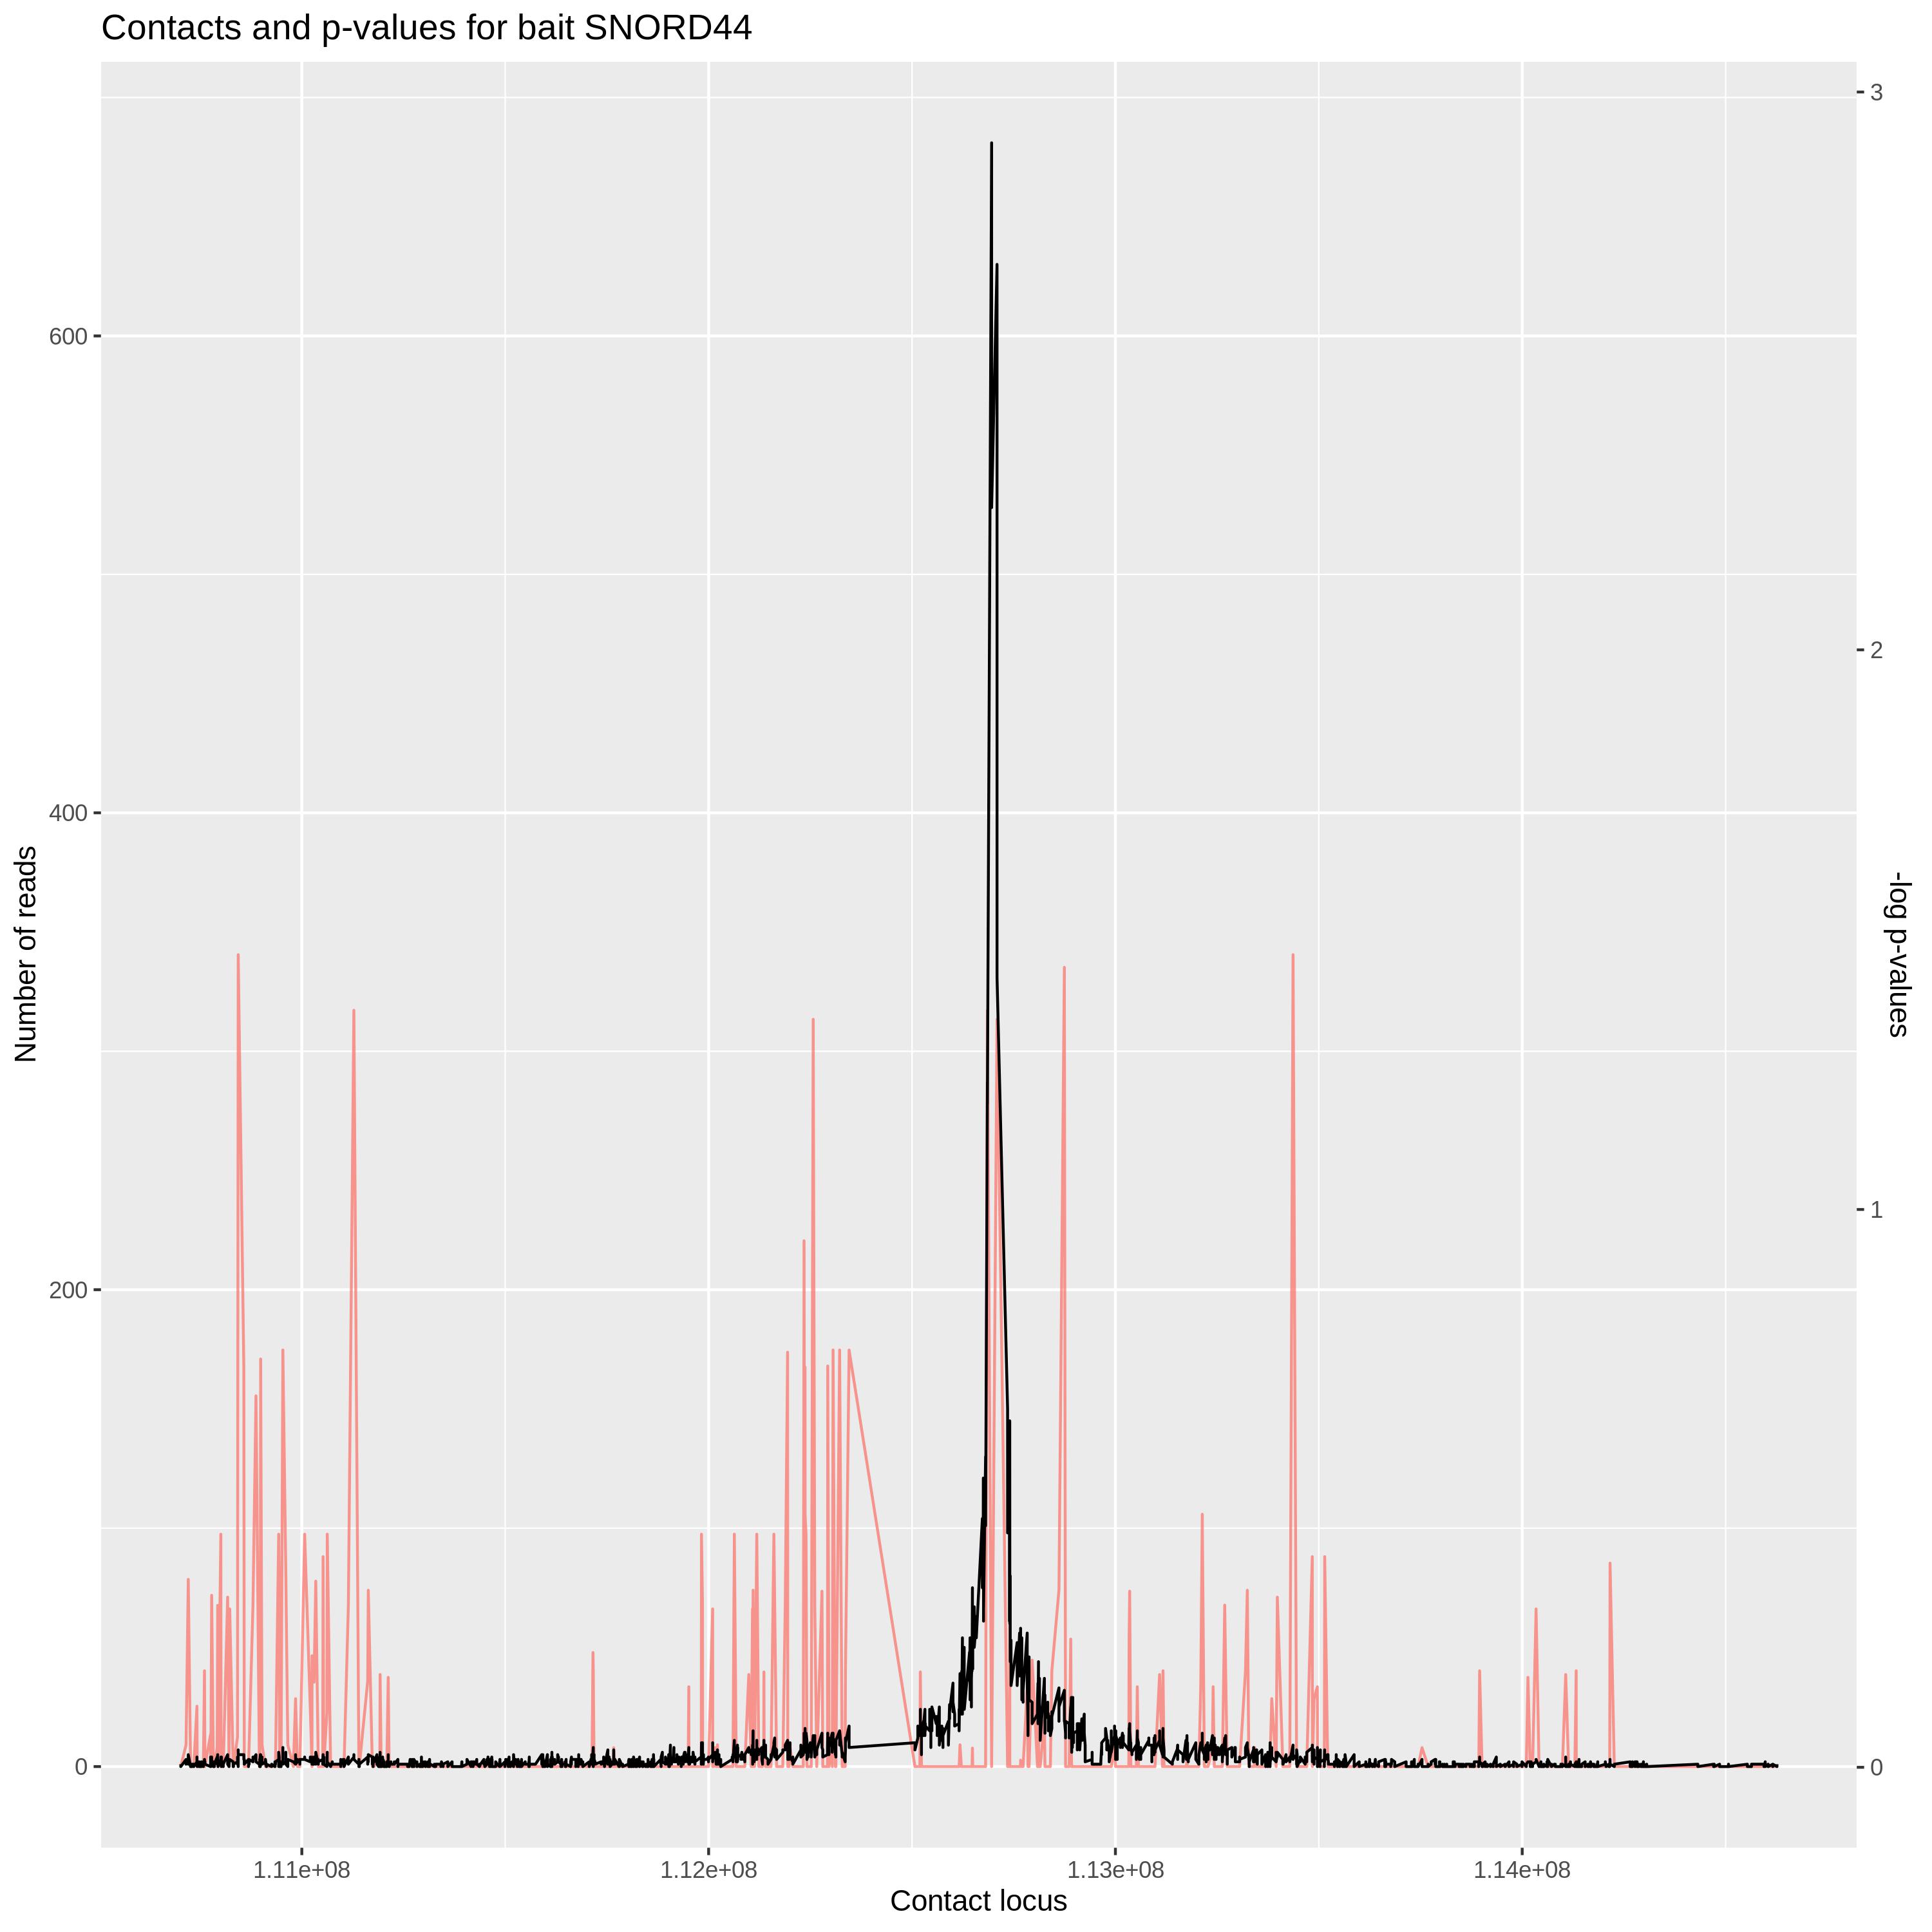 Contacts and p-values for bait SNORD44
Number of reads
600
400
200
0
3
2
1
0
-log p-values
1.11e+08
1.12e+08
1.13e+08
1.14e+08
Contact locus